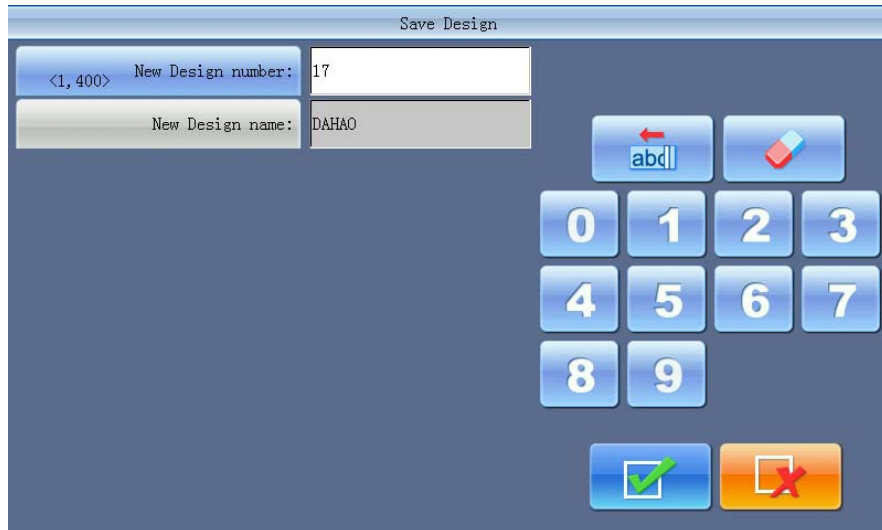 Save Design
<1,400> New Design number: 17
New Design name: DAHAO
abc
0 1 2 3
4 5 6 7
8 9